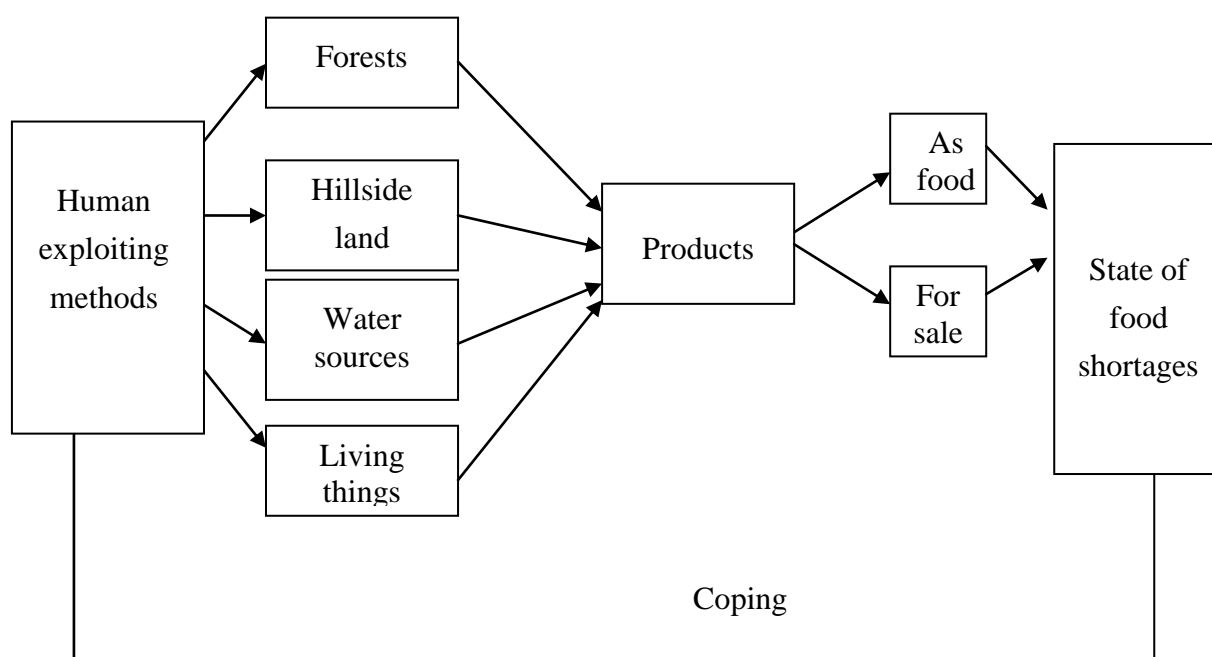 Human
exploiting
methods
Forests
Hillside
land
Water
sources
Living
things
Products
As
food
For
sale
State of
food
shortages
Coping